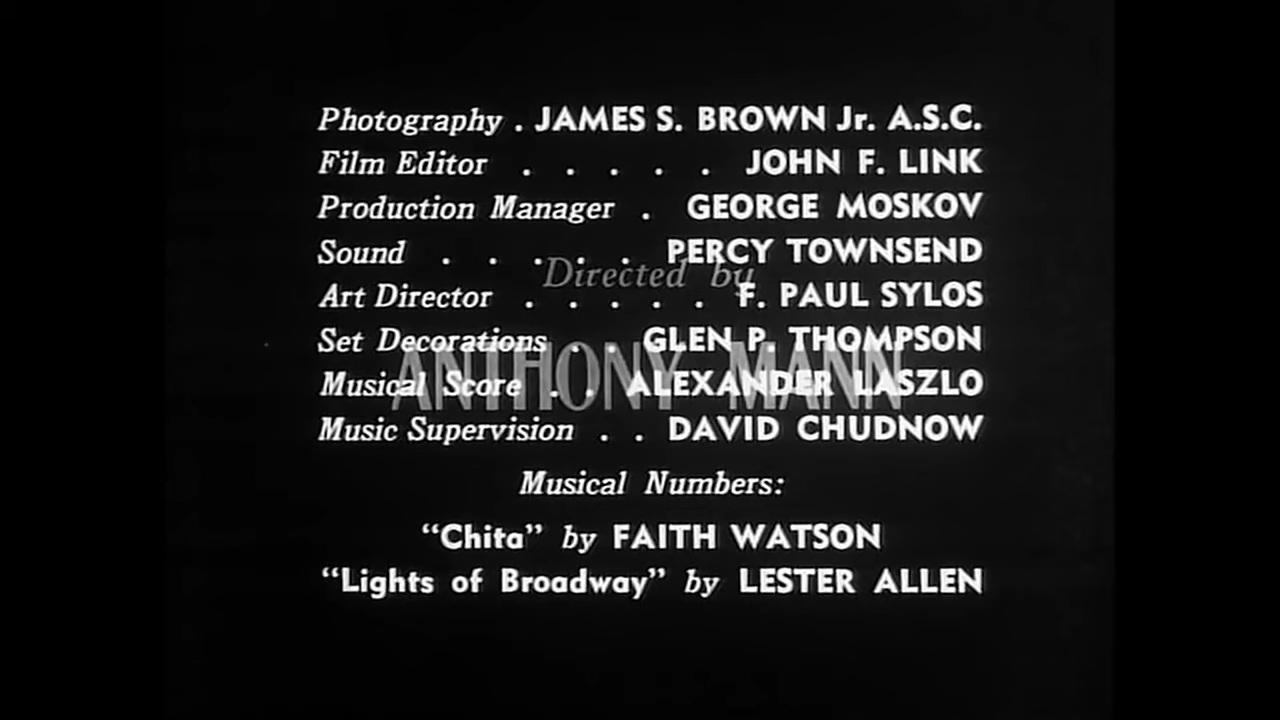 Photography . JAMES S. BROWN Jr. A.S.C.
Film Editor . . . . . JOHN F. LINK
Production Manager . GEORGE MOSKOV
Sound . . . . . PERCY TOWNSEND
Directed by
Art Director . . . . . F. PAUL SYLOS
Set Decorations . . GLEN P. THOMPSON
ANTHONY MANN
Musical Score . . ALEXANDER LASZLO
Music Supervision . . DAVID CHUDNOW
Musical Numbers:
“Chita” by FAITH WATSON
“Lights of Broadway” by LESTER ALLEN